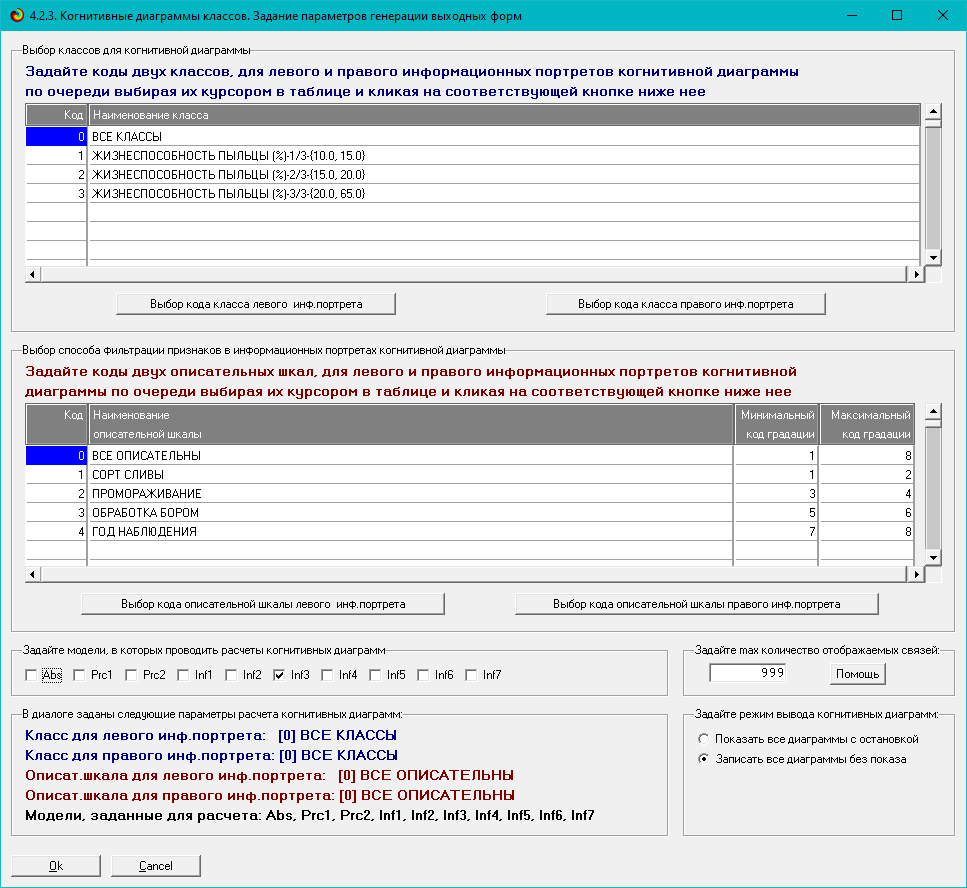 4.2.3. Когнитивные диаграммы классов. Задание параметров генерации выходных форм
Выбор классов для когнитивной диаграммы
Задайте коды двух классов, для левого и правого информационных портретов когнитивной диаграммы
по очереди выбирая их курсором в таблице и кликая на соответствующей кнопке ниже нее
Код Наименование класса
0 ВСЕ КЛАССЫ
1 ЖИЗНЕСПОСОБНОСТЬ ПЫЛЬЦЫ (%)-1/3-{10.0, 15.0}
2 ЖИЗНЕСПОСОБНОСТЬ ПЫЛЬЦЫ (%)-2/3-{15.0, 20.0}
3 ЖИЗНЕСПОСОБНОСТЬ ПЫЛЬЦЫ (%)-3/3-{20.0, 65.0}
Выбор кода класса левого инф.портрета Выбор кода класса правого инф.портрета
Выбор способа фильтрации признаков в информационных портретах когнитивной диаграммы
Задайте коды двух описательных шкал, для левого и правого информационных портретов когнитивной
диаграммы по очереди выбирая их курсором в таблице и кликая на соответствующей кнопке ниже нее
Код Наименование Минимальный Максимальный
описательной шкалы код градации код градации
0 ВСЕ ОПИСАТЕЛЬНЫ 1 8
1 СОРТ СЛИВЫ 1 2
2 ПРОМОРАЖИВАНИЕ 3 4
3 ОБРАБОТКА БОРОМ 5 6
4 ГОД НАБЛЮДЕНИЯ 7 8
Выбор кода описательной шкалы левого инф.портрета Выбор кода описательной шкалы правого инф.портрета
Задайте модели, в которых проводить расчеты когнитивных диаграмм
Abs Prc1 Prc2 Inf1 Inf2 Inf3 Inf4 Inf5 Inf6 Inf7
Задайте max количество отображаемых связей:
999 Помощь
В диалоге заданы следующие параметры расчета когнитивных диаграмм:
Класс для левого инф.портрета: [0] ВСЕ КЛАССЫ
Класс для правого инф.портрета: [0] ВСЕ КЛАССЫ
Описат.шкала для левого инф.портрета: [0] ВСЕ ОПИСАТЕЛЬНЫ
Описат.шкала для правого инф.портрета: [0] ВСЕ ОПИСАТЕЛЬНЫ
Модели, заданные для расчета: Abs, Prc1, Prc2, Inf1, Inf2, Inf3, Inf4, Inf5, Inf6, Inf7
Задайте режим вывода когнитивных диаграмм:
Показать все диаграммы с остановкой
Записать все диаграммы без показа
Ok Cancel